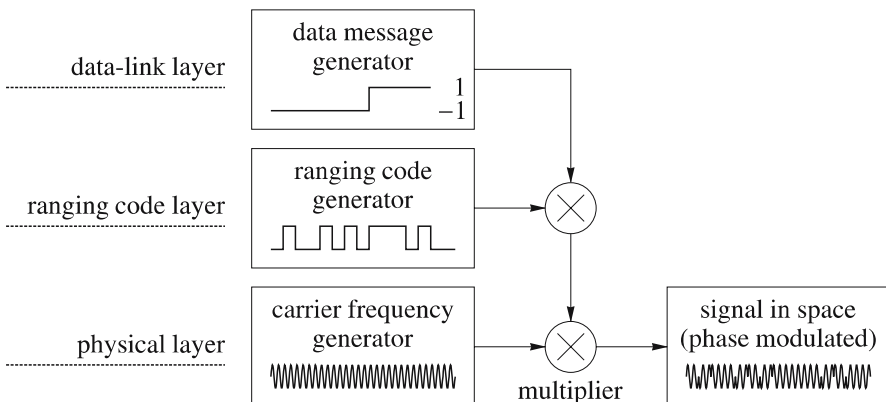 data-link layer
data message
generator
1
−1
ranging code layer
ranging code
generator
physical layer
carrier frequency
generator
multiplier
signal in space
(phase modulated)